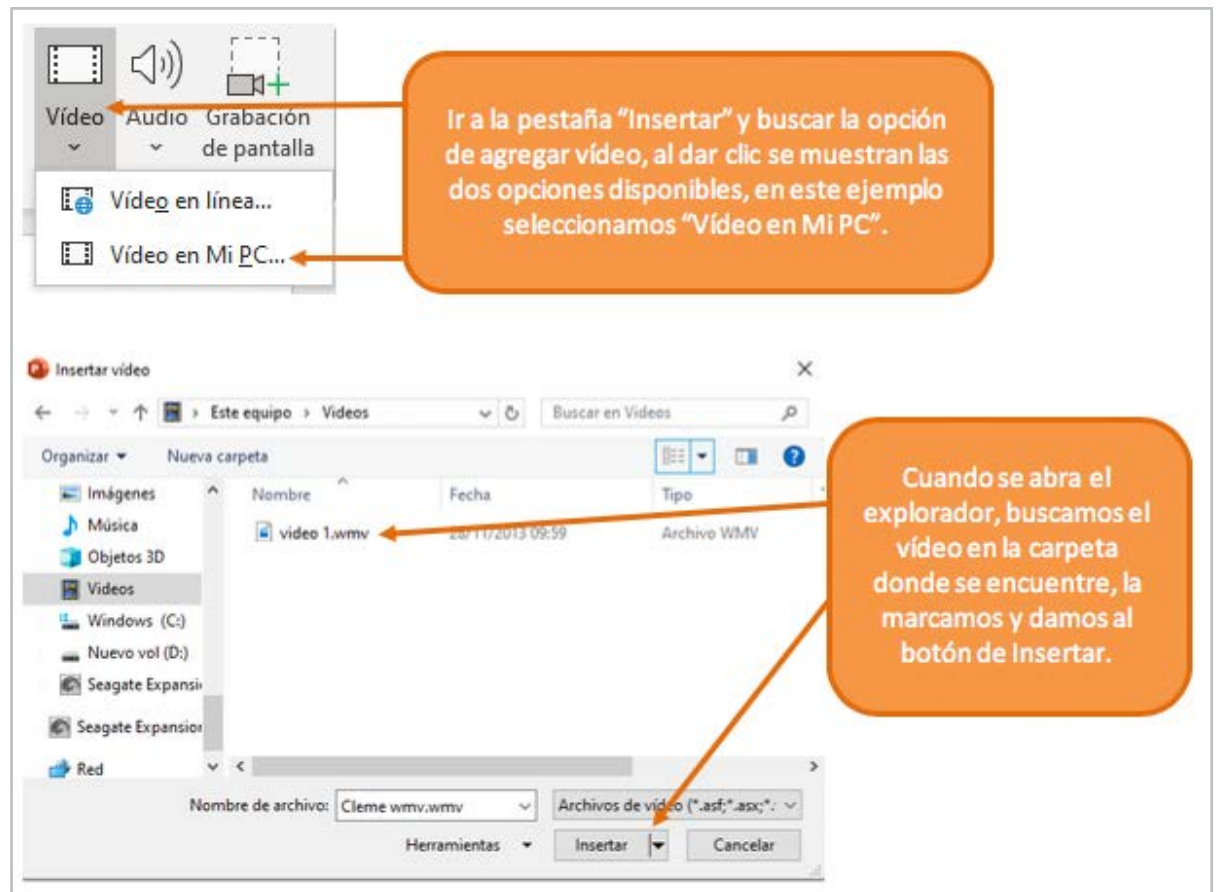 Vídeo Audio Grabación
de pantalla
Vídeo en línea...
Vídeo en Mi PC...
Ir a la pestaña "Insertar" y buscar la opción
de agregar vídeo, al dar clic se muestran las
dos opciones disponibles, en este ejemplo
seleccionamos "Vídeo en Mi PC".
Insertar vídeo
Este equipo > Videos
Buscar en Videos
Organizar Nueva carpeta
Imágenes
Música
Objetos 3D
Videos
Windows (C:)
Nuevo vol (D:)
Seagate Expansi
Seagate Expansion
Red
Nombre Fecha Tipo
video 1.wmv 28/11/2013 09:59 Archivo WMV
Cuando se abra el
explorador, buscamos el
vídeo en la carpeta
donde se encuentre, la
marcamos y damos al
botón de Insertar.
Nombre de archivo: Cleme wmv.wmv Archivos de vídeo (*.asf;*.asx;*.
Herramientas Insertar Cancelar